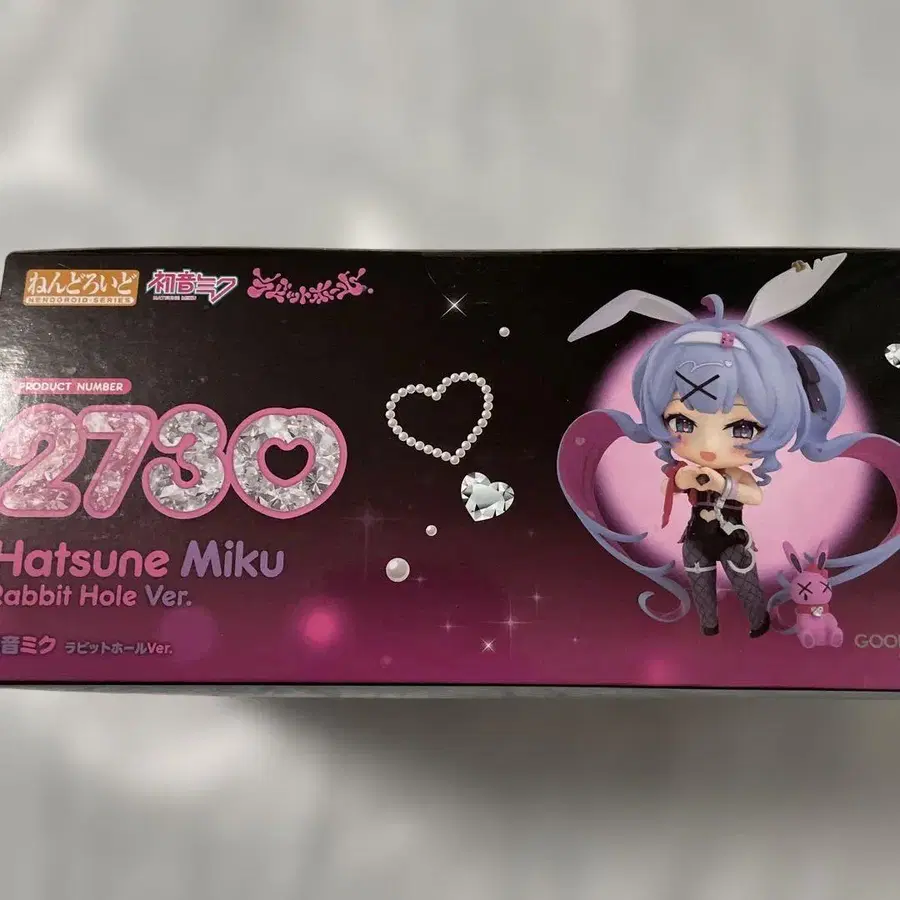 ねんどろいど
NENDOROID-SERIES
初音ミク
HATSUNE MIKU
ラビットホール
PRODUCT NUMBER
2730
Hatsune Miku
Rabbit Hole Ver.
音ミク ラビットホールVer.
GOO